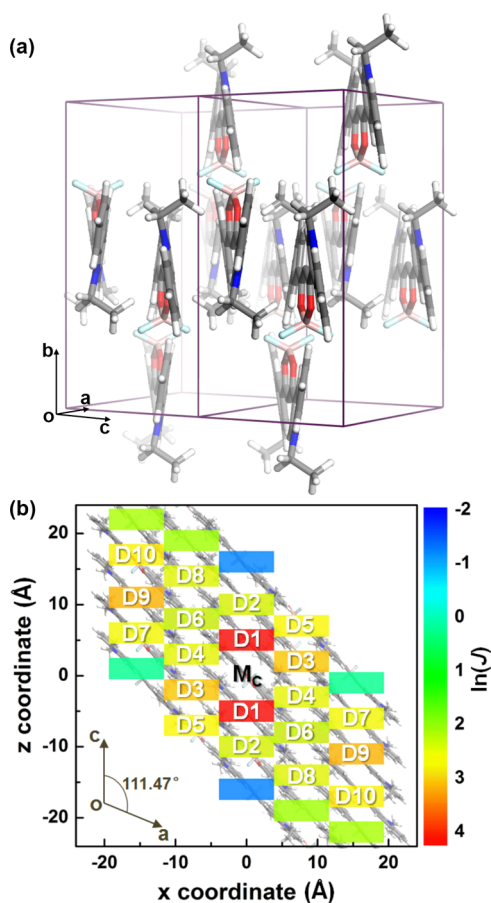 (a)
b
a
o
c
(b)
20
10
0
-10
-20
z coordinate (Å)
D10
D8
D9
D2
D5
D7
D6
D1
D4
D3
M_C
D3
D4
D5
D1
D7
D2
D6
D9
D8
D10
c
111.47°
o
a
-20 -10 0 10 20
x coordinate (Å)
-2
-1
0
1
2
3
4
ln(J)